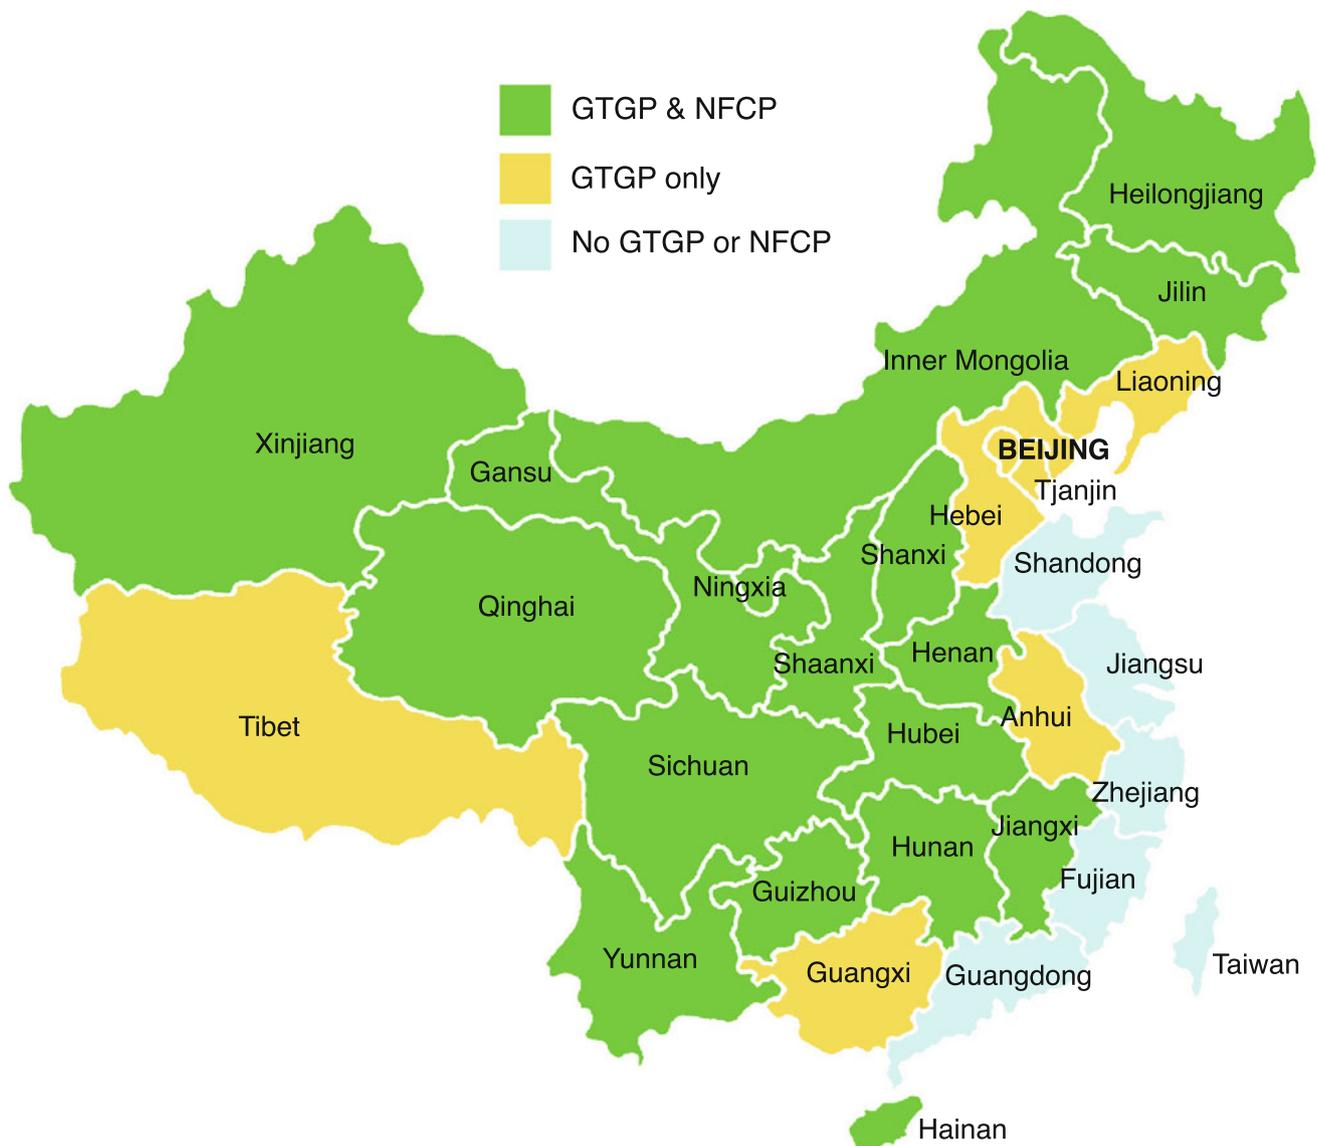 GTGP & NFCP
GTGP only
No GTGP or NFCP
Heilongjiang
Jilin
Inner Mongolia
Liaoning
Xinjiang
BEIJING
Gansu
Tjanjin
Hebei
Shanxi
Shandong
Ningxia
Qinghai
Henan
Shaanxi
Jiangsu
Anhui
Tibet
Hubei
Sichuan
Zhejiang
Jiangxi
Hunan
Fujian
Guizhou
Yunnan
Taiwan
Guangxi
Guangdong
Hainan